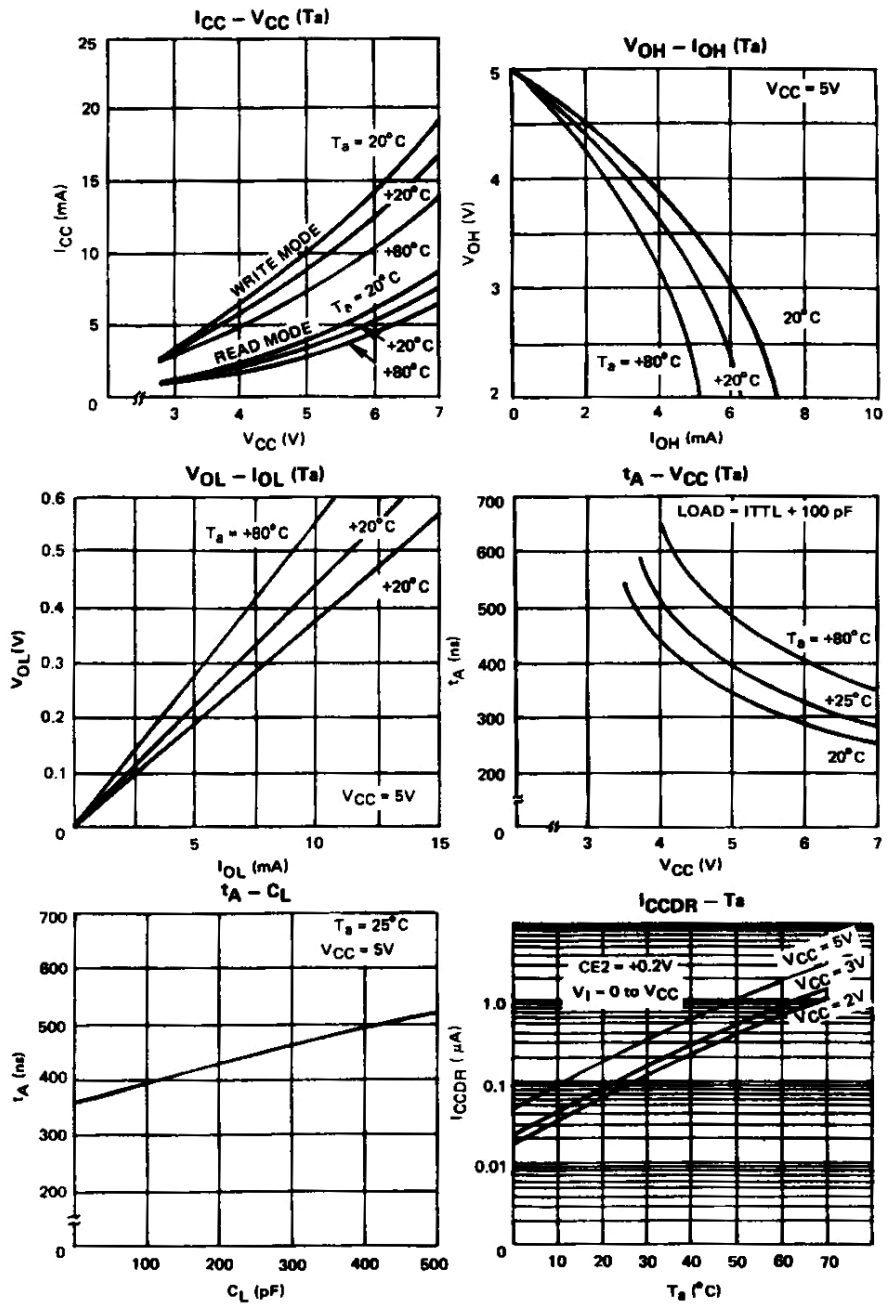 ICC – VCC (Ta)
25
20
15
10
5
0
ICC (mA)
Ta = 20°C
+20°C
+80°C
WRITE MODE
Ta = 20°C
READ MODE
+20°C
+80°C
3 4 5 6 7
VCC (V)
VOH – IOH (Ta)
VCC = 5V
5
4
3
2
VOH (V)
20°C
Ta = +80°C
+20°C
0 2 4 6 8 10
IOH (mA)
VOL – IOL (Ta)
0.6
0.5
0.4
0.3
0.2
0.1
0
VOL (V)
Ta = +80°C
+20°C
+20°C
VCC = 5V
5 10 15
IOL (mA)
tA – VCC (Ta)
LOAD = ITTL + 100 pF
700
600
500
400
300
200
0
tA (ns)
Ta = +80°C
+25°C
20°C
3 4 5 6 7
VCC (V)
tA – CL
Ta = 25°C
VCC = 5V
700
600
500
400
300
200
0
tA (ns)
100 200 300 400 500
CL (pF)
ICCDR – Ta
CE2 = +0.2V
VI = 0 to VCC
VCC = 5V
VCC = 3V
VCC = 2V
1.0
0.1
0.01
0
ICCDR (μA)
10 20 30 40 50 60 70 80
Ta (°C)